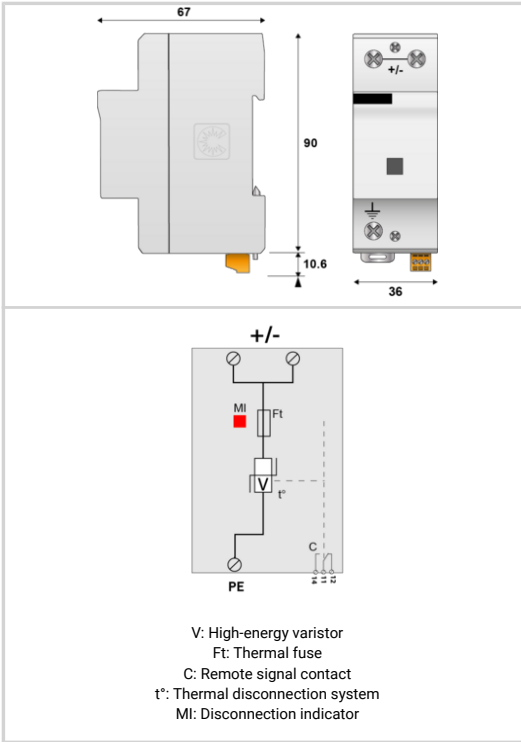 67
+/-
90
10.6
36
+/-
MI
Ft
V
t°
C
14
11
12
PE
V: High-energy varistor
Ft: Thermal fuse
C: Remote signal contact
t°: Thermal disconnection system
MI: Disconnection indicator